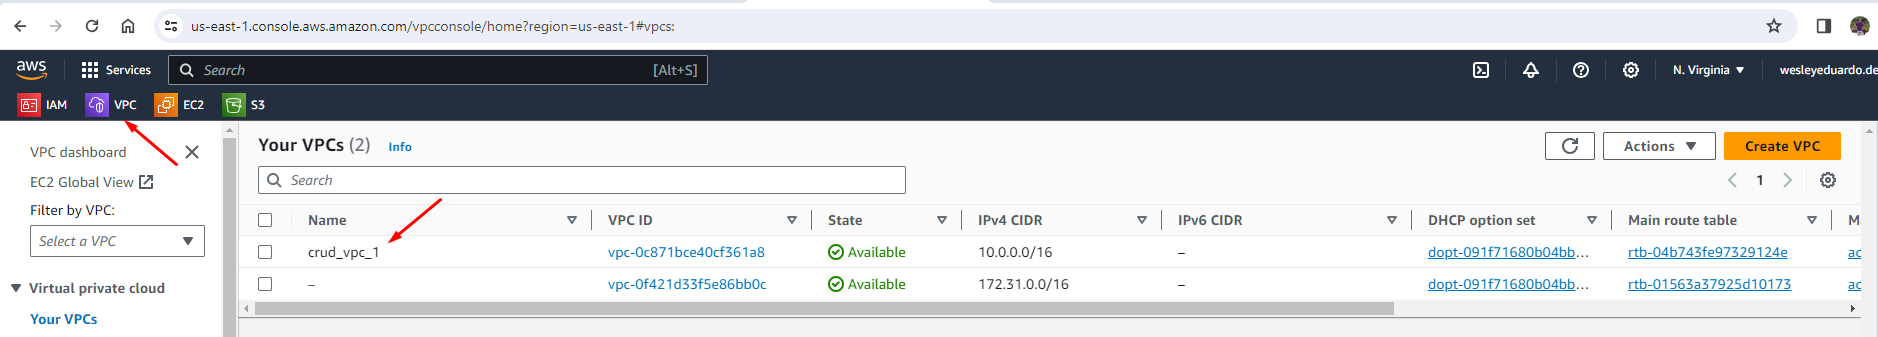 us-east-1.console.aws.amazon.com/vpcconsole/home?region=us-east-1#vpcs:
aws Services Search [Alt+S] N. Virginia wesleyeduardo.de
IAM VPC EC2 S3
VPC dashboard
EC2 Global View
Filter by VPC:
Select a VPC
Virtual private cloud
Your VPCs
Your VPCs (2) Info Actions Create VPC
Search 1
Name VPC ID State IPv4 CIDR IPv6 CIDR DHCP option set Main route table M
crud_vpc_1 vpc-0c871bce40cf361a8 Available 10.0.0.0/16 – dopt-091f71680b04bb... rtb-04b743fe97329124e ac
– vpc-0f421d33f5e86bb0c Available 172.31.0.0/16 – dopt-091f71680b04bb... rtb-01563a37925d10173 ac